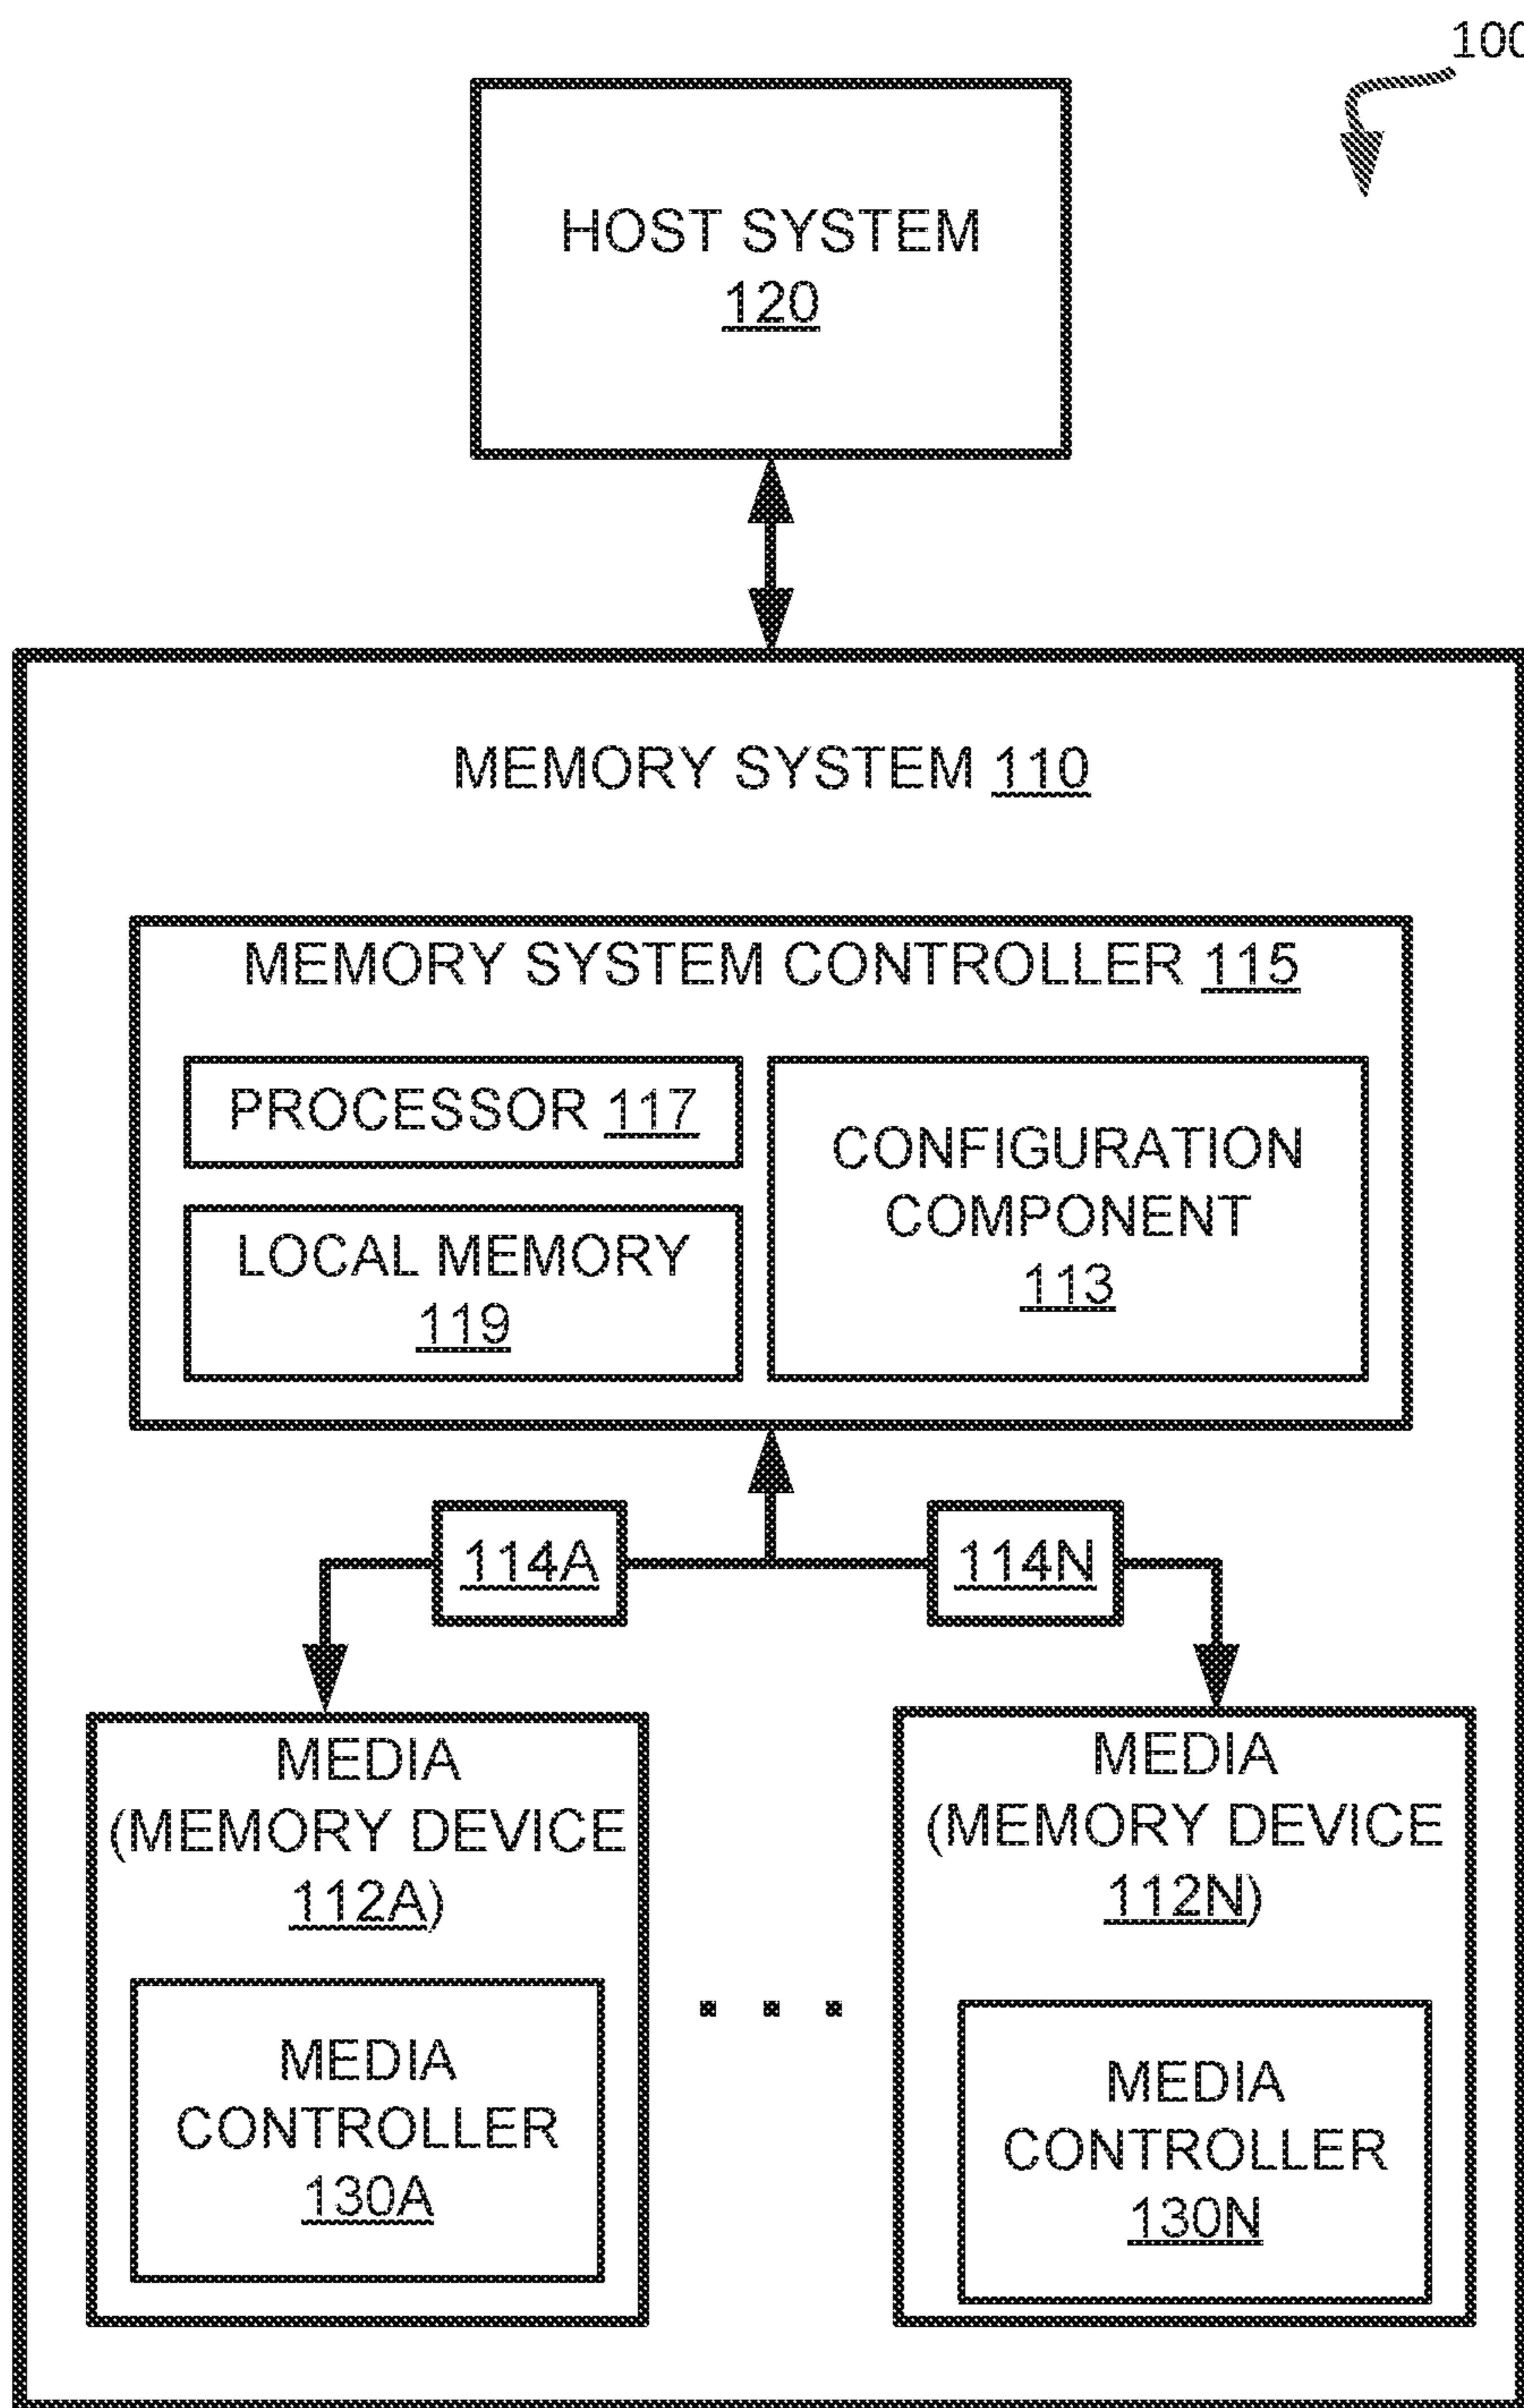 100
HOST SYSTEM
120
MEMORY SYSTEM 110
MEMORY SYSTEM CONTROLLER 115
PROCESSOR 117
LOCAL MEMORY
119
CONFIGURATION
COMPONENT
113
114A
114N
MEDIA
(MEMORY DEVICE
112A)
MEDIA
CONTROLLER
130A
. . .
MEDIA
(MEMORY DEVICE
112N)
MEDIA
CONTROLLER
130N